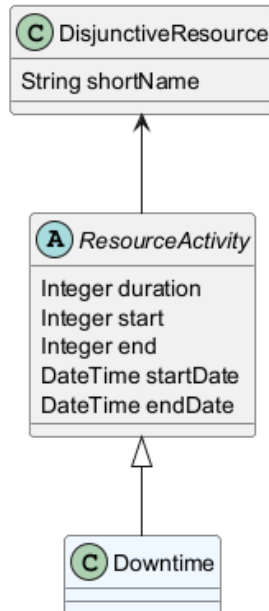 C DisjunctiveResource
String shortName
A ResourceActivity
Integer duration
Integer start
Integer end
DateTime startDate
DateTime endDate
C Downtime